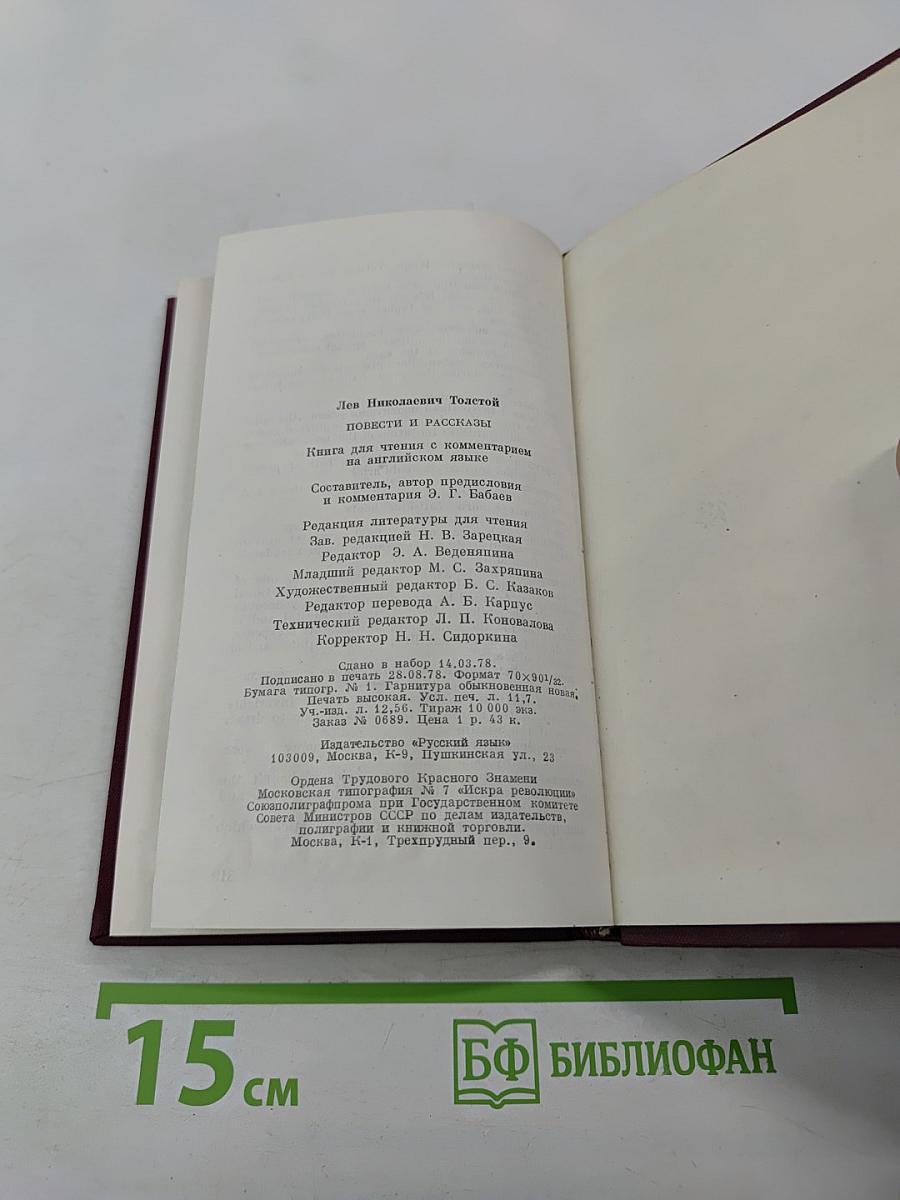 Лев Николаевич Толстой
ПОВЕСТИ И РАССКАЗЫ
Книга для чтения с комментарием
на английском языке
Составитель, автор предисловия
и комментария Э. Г. Бабаев
Редакция литературы для чтения
Зав. редакцией Н. В. Зарецкая
Редактор Э. А. Веденяпина
Младший редактор М. С. Захряпина
Художественный редактор Б. С. Казаков
Редактор перевода А. Б. Карпус
Технический редактор Л. П. Коновалова
Корректор Н. Н. Сидоркина
Сдано в набор 14.03.78.
Подписано в печать 28.08.78. Формат 70×90 1/32.
Бумага типогр. № 1. Гарнитура обыкновенная новая.
Печать высокая. Усл. печ. л. 11,7.
Уч.-изд. л. 12,56. Тираж 10 000 экз.
Заказ № 0689. Цена 1 р. 43 к.
Издательство «Русский язык»
103009, Москва, К-9, Пушкинская ул., 23
Ордена Трудового Красного Знамени
Московская типография № 7 «Искра революции»
Союзполиграфпрома при Государственном комитете
Совета Министров СССР по делам издательств,
полиграфии и книжной торговли.
Москва, К-1, Трехпрудный пер., 9.
15 см
БФ БИБЛИОФАН